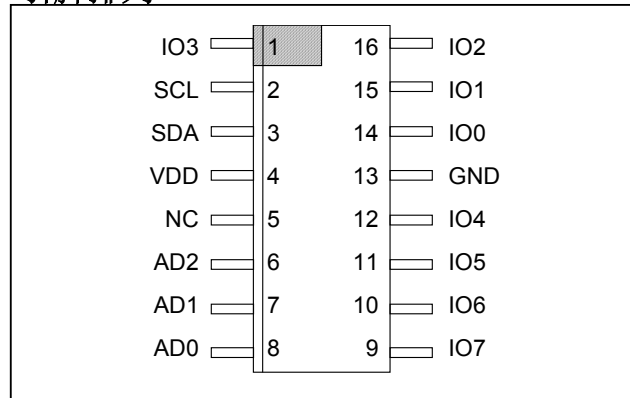 IO3 1 16 IO2
SCL 2 15 IO1
SDA 3 14 IO0
VDD 4 13 GND
NC 5 12 IO4
AD2 6 11 IO5
AD1 7 10 IO6
AD0 8 9 IO7